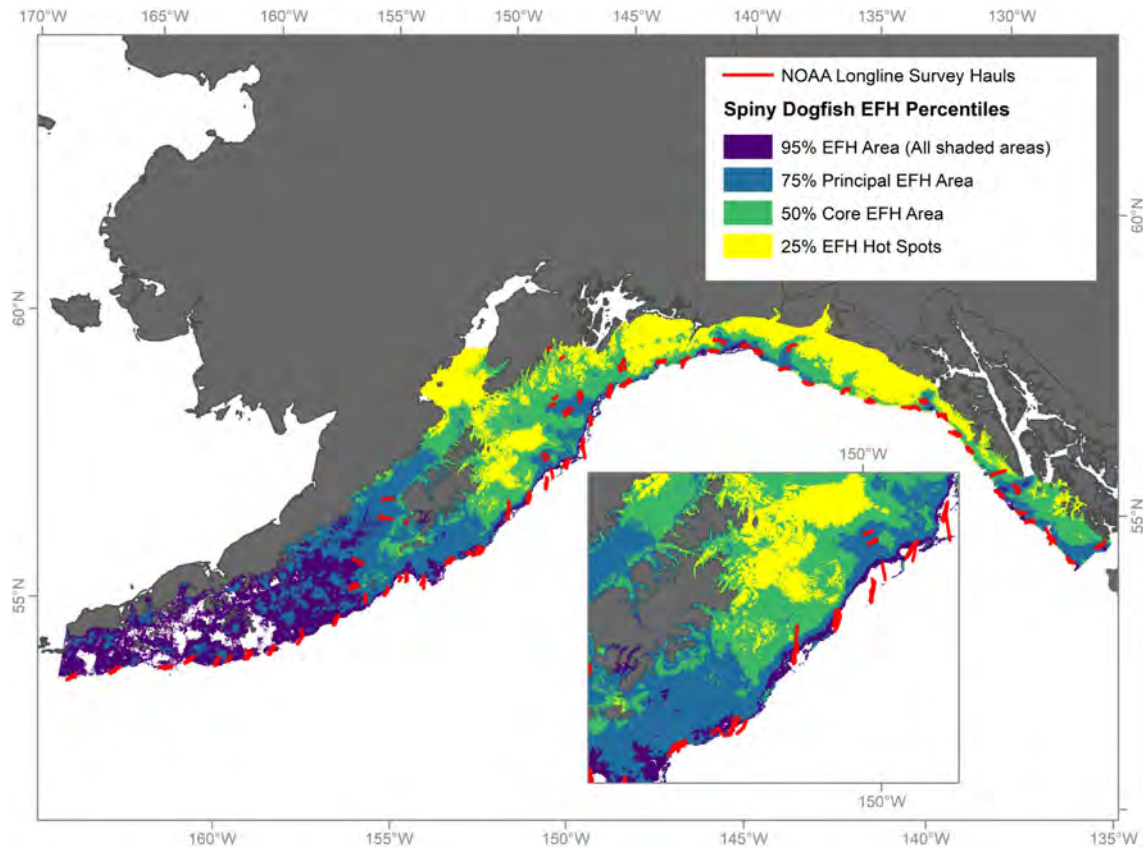 170°W 165°W 160°W 155°W 150°W 145°W 140°W 135°W 130°W
NOAA Longline Survey Hauls
Spiny Dogfish EFH Percentiles
95% EFH Area (All shaded areas)
75% Principal EFH Area
50% Core EFH Area
25% EFH Hot Spots
60°N
60°N
150°W
55°N
55°N
150°W
160°W 155°W 150°W 145°W 140°W 135°W